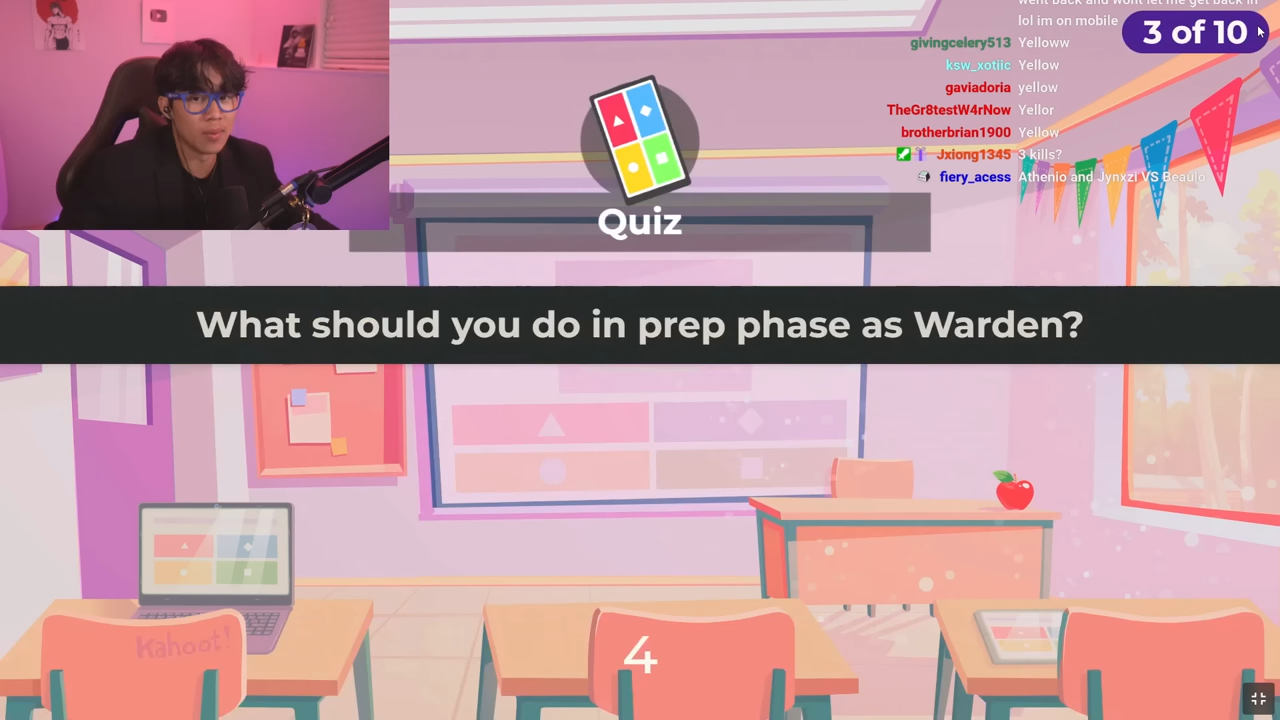 went back and wont let me get back in
lol im on mobile
3 of 10
givingcelery513 Yelloww
ksw_xotiic Yellow
gaviadoria yellow
TheGr8testW4rNow Yellor
brotherbrian1900 Yellow
Jxiong1345 3 kills?
fiery_acess Athenio and Jynxzi VS Beaulo
Quiz
What should you do in prep phase as Warden?
Kahoot!
4